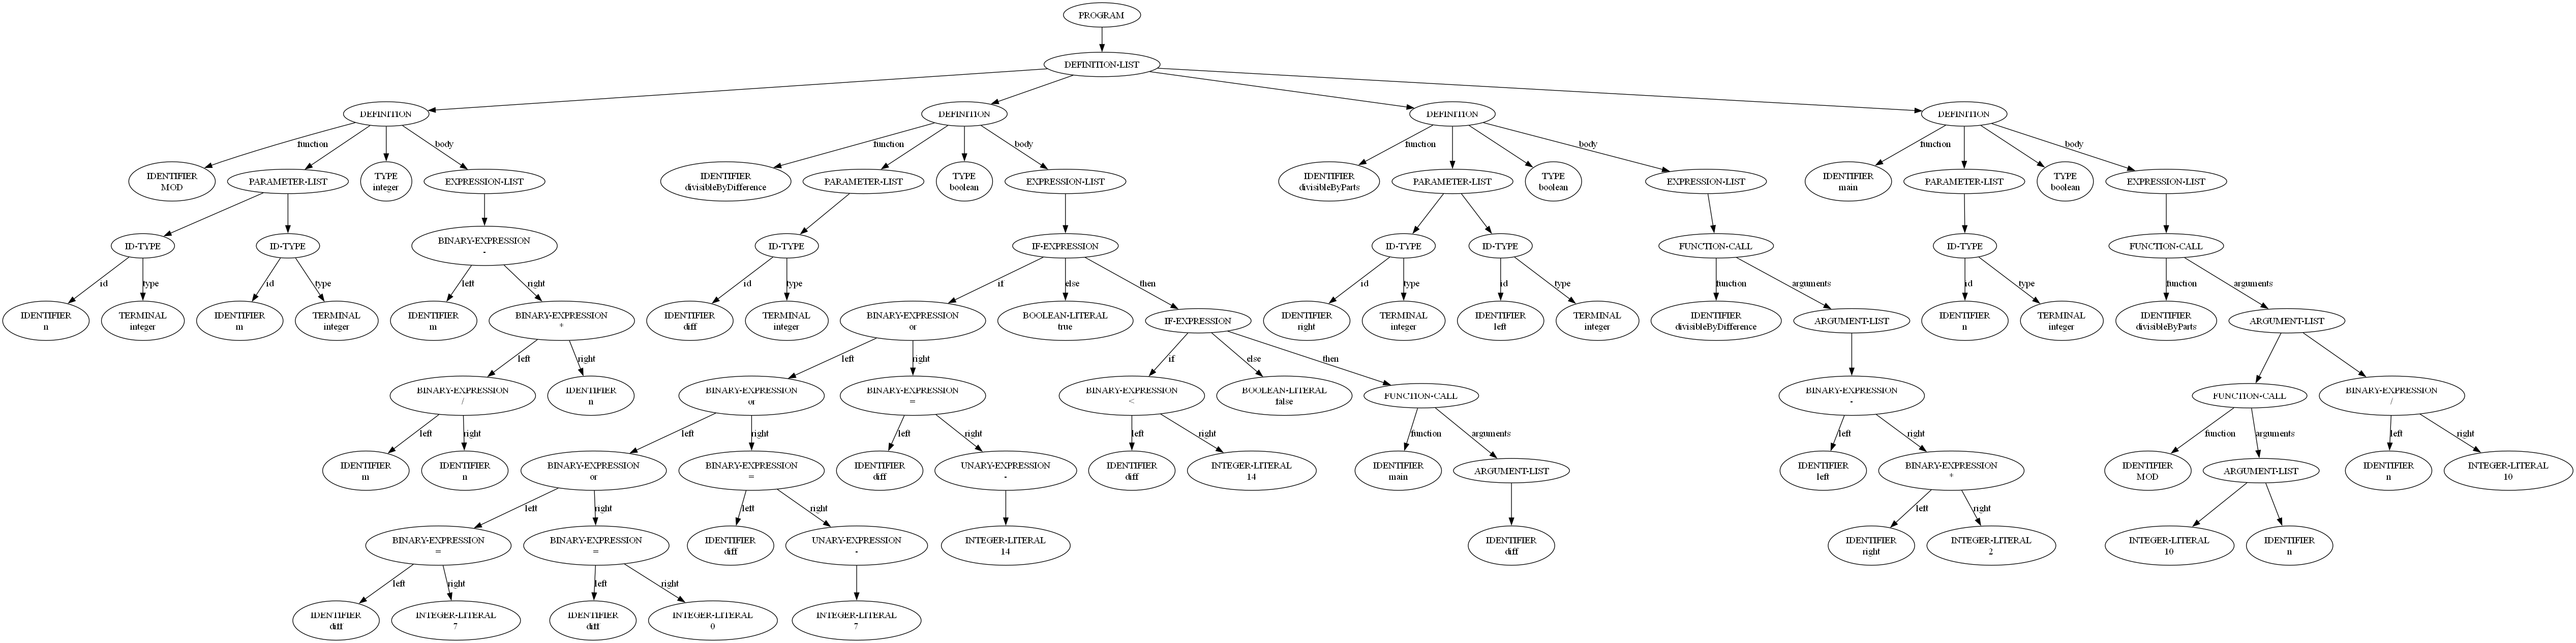 PROGRAM
DEFINITION-LIST
DEFINITION
DEFINITION
DEFINITION
DEFINITION
function
body
function
body
function
body
function
body
IDENTIFIER
MOD
PARAMETER-LIST
TYPE
integer
EXPRESSION-LIST
IDENTIFIER
divisibleByDifference
PARAMETER-LIST
TYPE
boolean
EXPRESSION-LIST
IDENTIFIER
divisibleByParts
PARAMETER-LIST
TYPE
boolean
EXPRESSION-LIST
IDENTIFIER
main
PARAMETER-LIST
TYPE
boolean
EXPRESSION-LIST
ID-TYPE
ID-TYPE
BINARY-EXPRESSION
-
ID-TYPE
IF-EXPRESSION
ID-TYPE
ID-TYPE
FUNCTION-CALL
ID-TYPE
FUNCTION-CALL
id
type
id
type
left
right
id
type
if
else
then
id
type
id
type
function
arguments
id
type
function
arguments
IDENTIFIER
n
TERMINAL
integer
IDENTIFIER
m
TERMINAL
integer
IDENTIFIER
m
BINARY-EXPRESSION
*
IDENTIFIER
diff
TERMINAL
integer
BINARY-EXPRESSION
or
BOOLEAN-LITERAL
true
IF-EXPRESSION
IDENTIFIER
right
TERMINAL
integer
IDENTIFIER
left
TERMINAL
integer
IDENTIFIER
divisibleByDifference
ARGUMENT-LIST
IDENTIFIER
n
TERMINAL
integer
IDENTIFIER
divisibleByParts
ARGUMENT-LIST
left
right
left
right
if
else
then
BINARY-EXPRESSION
/
IDENTIFIER
n
BINARY-EXPRESSION
or
BINARY-EXPRESSION
=
BINARY-EXPRESSION
<
BOOLEAN-LITERAL
false
FUNCTION-CALL
BINARY-EXPRESSION
-
FUNCTION-CALL
BINARY-EXPRESSION
/
left
right
left
right
left
right
left
right
function
arguments
left
right
function
arguments
left
right
IDENTIFIER
m
IDENTIFIER
n
BINARY-EXPRESSION
or
BINARY-EXPRESSION
=
IDENTIFIER
diff
UNARY-EXPRESSION
-
IDENTIFIER
diff
INTEGER-LITERAL
14
IDENTIFIER
main
ARGUMENT-LIST
IDENTIFIER
left
BINARY-EXPRESSION
*
IDENTIFIER
MOD
ARGUMENT-LIST
IDENTIFIER
n
INTEGER-LITERAL
10
left
right
left
right
left
right
BINARY-EXPRESSION
=
BINARY-EXPRESSION
=
IDENTIFIER
diff
UNARY-EXPRESSION
-
INTEGER-LITERAL
14
IDENTIFIER
diff
IDENTIFIER
right
INTEGER-LITERAL
2
INTEGER-LITERAL
10
IDENTIFIER
n
left
right
left
right
IDENTIFIER
diff
INTEGER-LITERAL
7
IDENTIFIER
diff
INTEGER-LITERAL
0
INTEGER-LITERAL
7